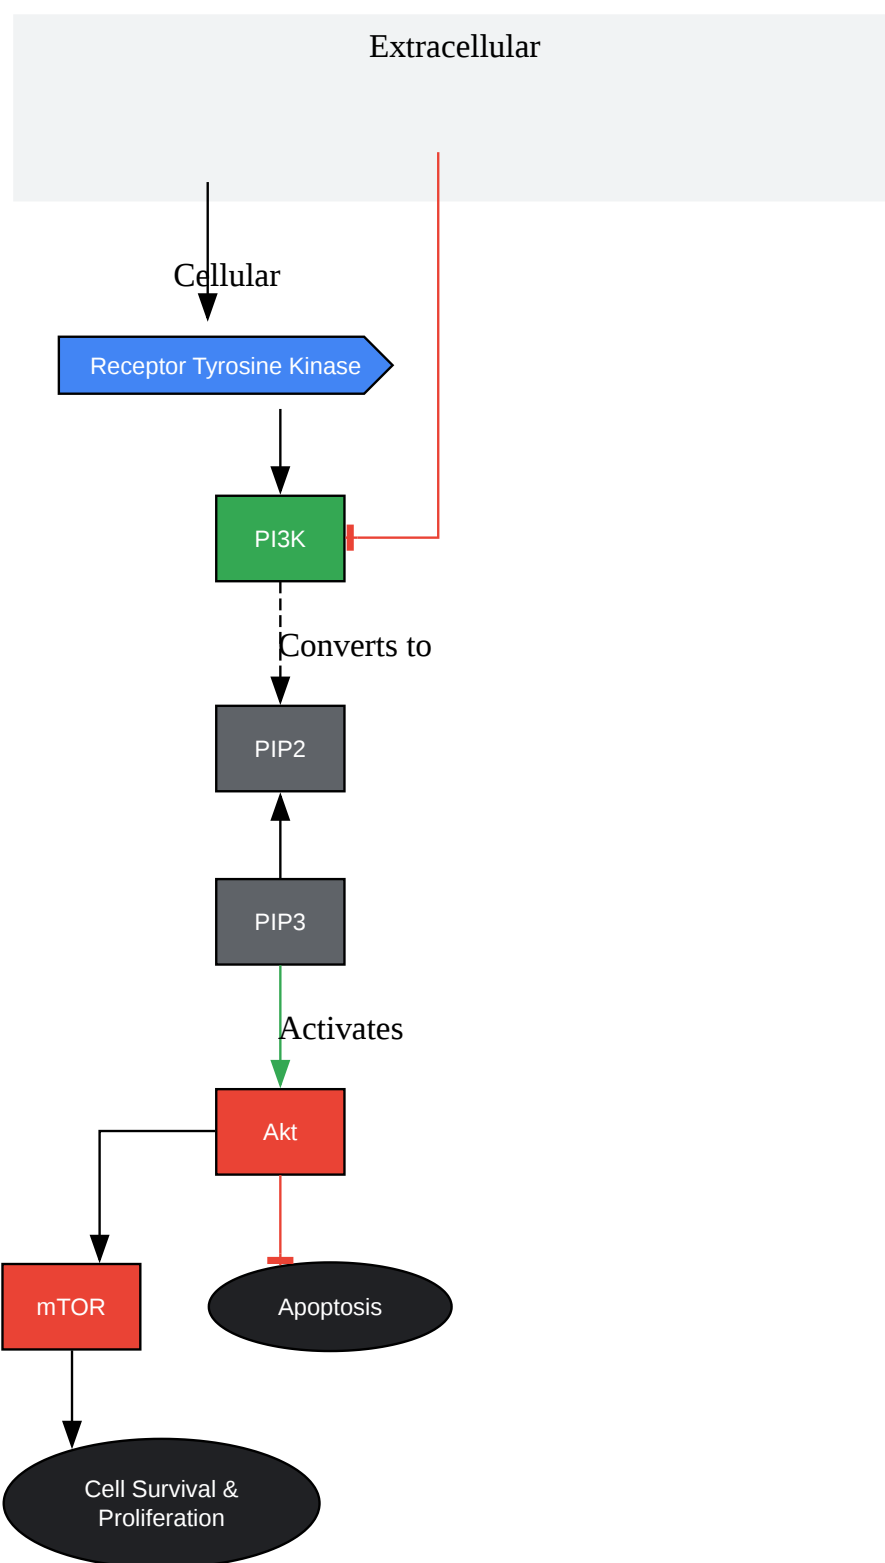 Extracellular
Cellular
Receptor Tyrosine Kinase
PI3K
Converts to
PIP2
PIP3
Activates
Akt
mTOR
Apoptosis
Cell Survival &
Proliferation